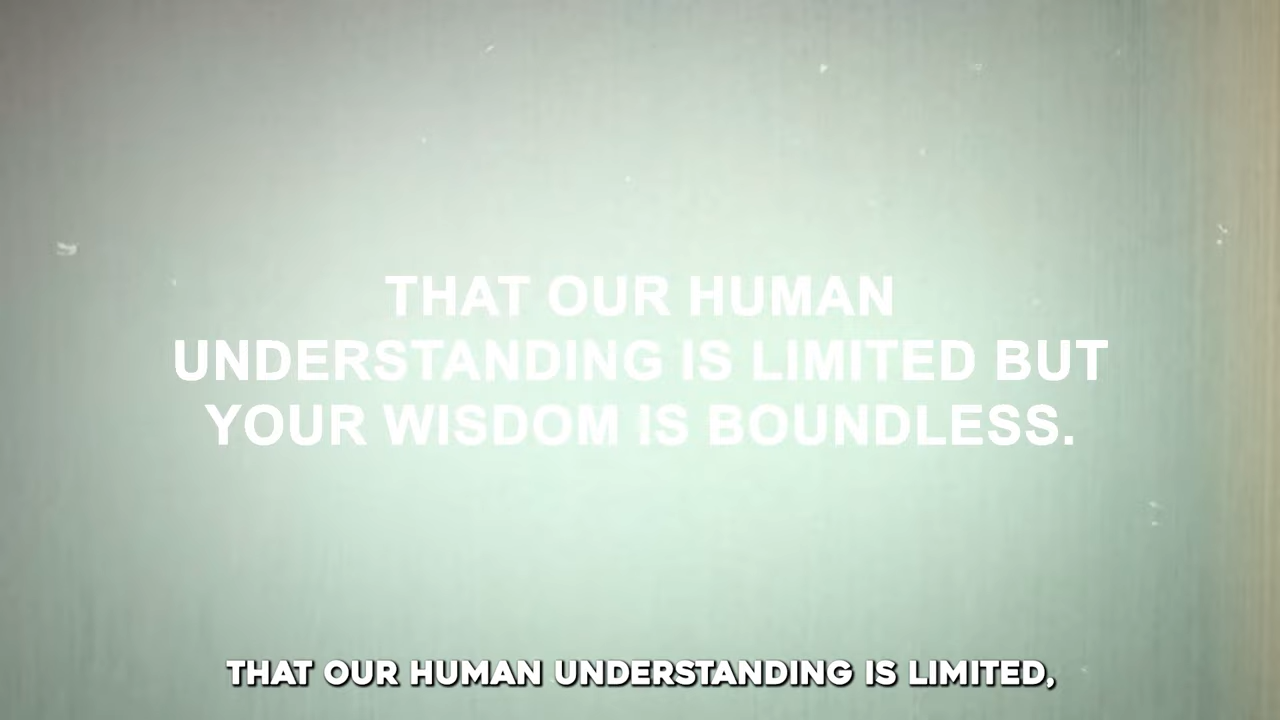 THAT OUR HUMAN
UNDERSTANDING IS LIMITED BUT
YOUR WISDOM IS BOUNDLESS.
THAT OUR HUMAN UNDERSTANDING IS LIMITED,